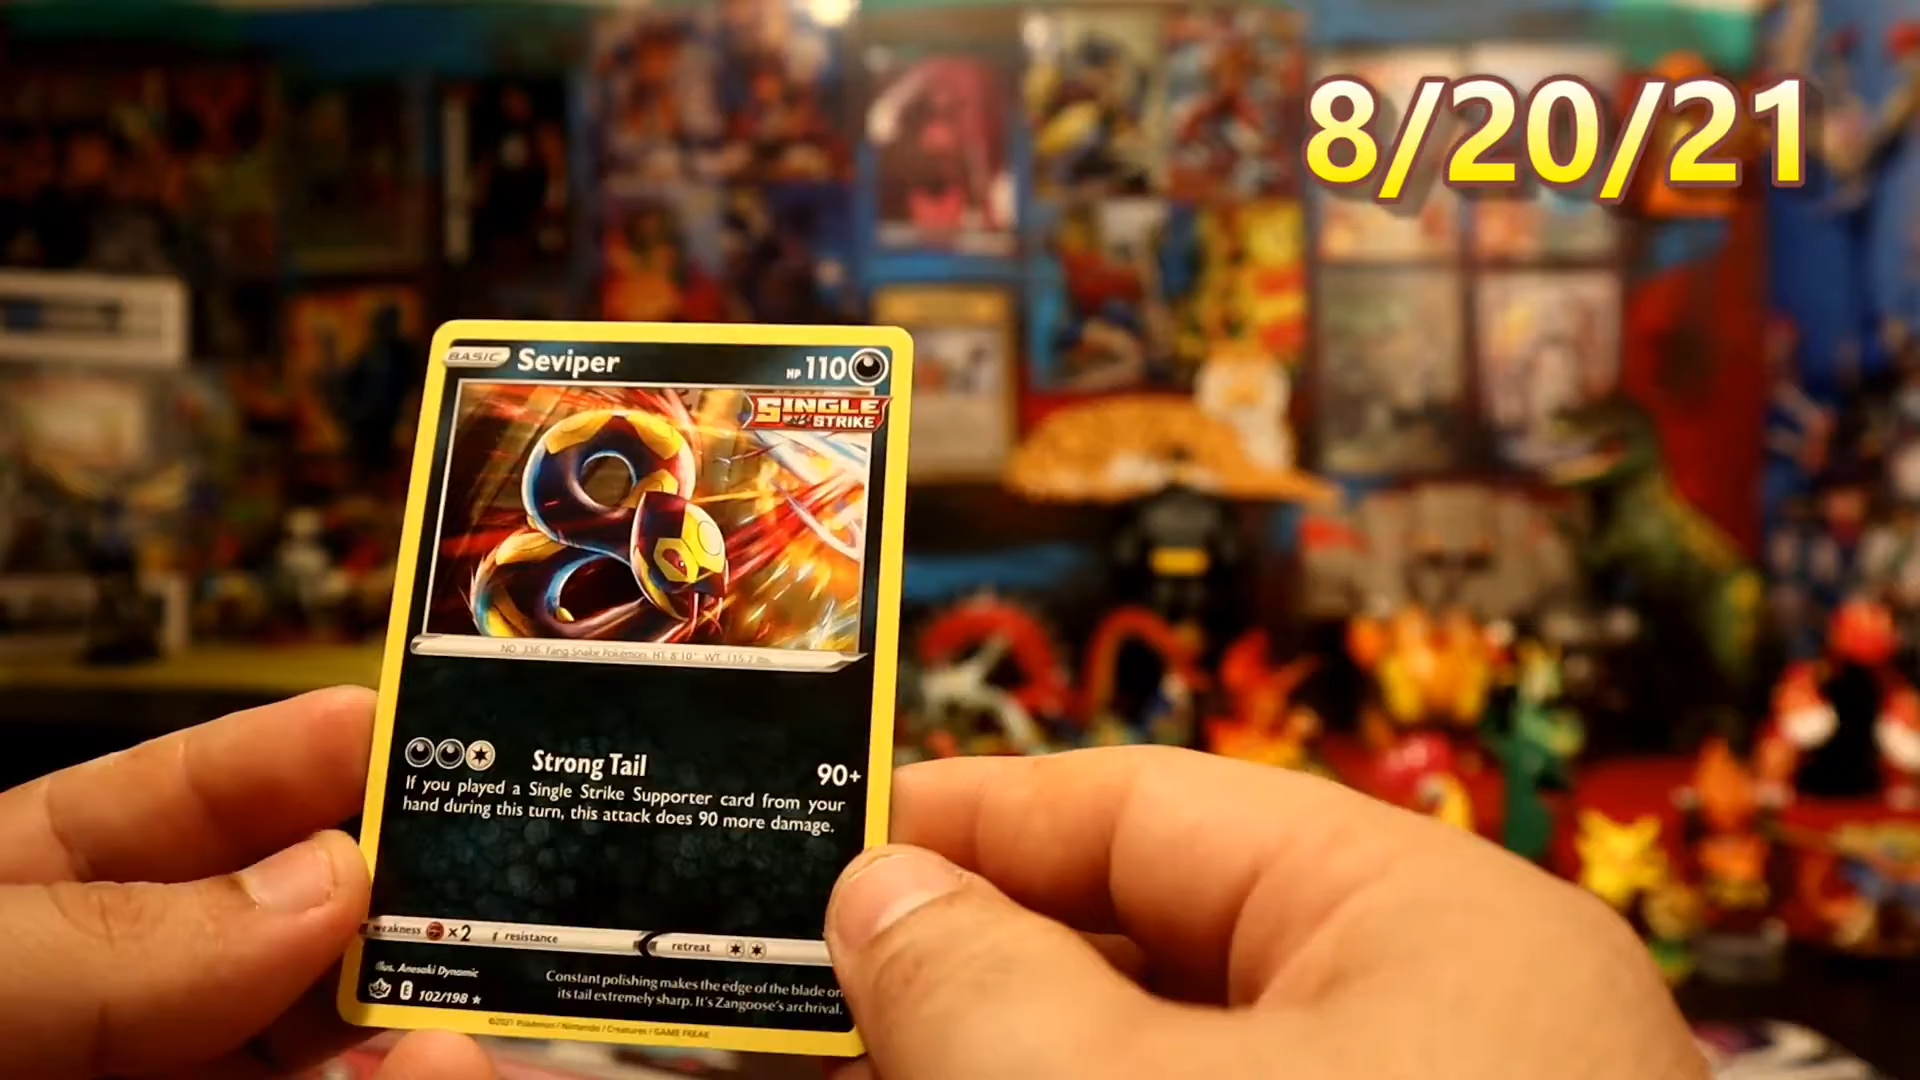 8/20/21
BASIC Seviper HP 110
SINGLE
STRIKE
NO. 336 Fang Snake Pokémon HT: 8'10" WT: 115.7
Strong Tail 90+
If you played a Single Strike Supporter card from your
hand during this turn, this attack does 90 more damage.
weakness ×2 resistance retreat
Illus. Anesaki Dynamic
Constant polishing makes the edge of the blade on
its tail extremely sharp. It's Zangoose's archrival.
E 102/198 ★
©2021 Pokémon / Nintendo / Creatures / GAME FREAK